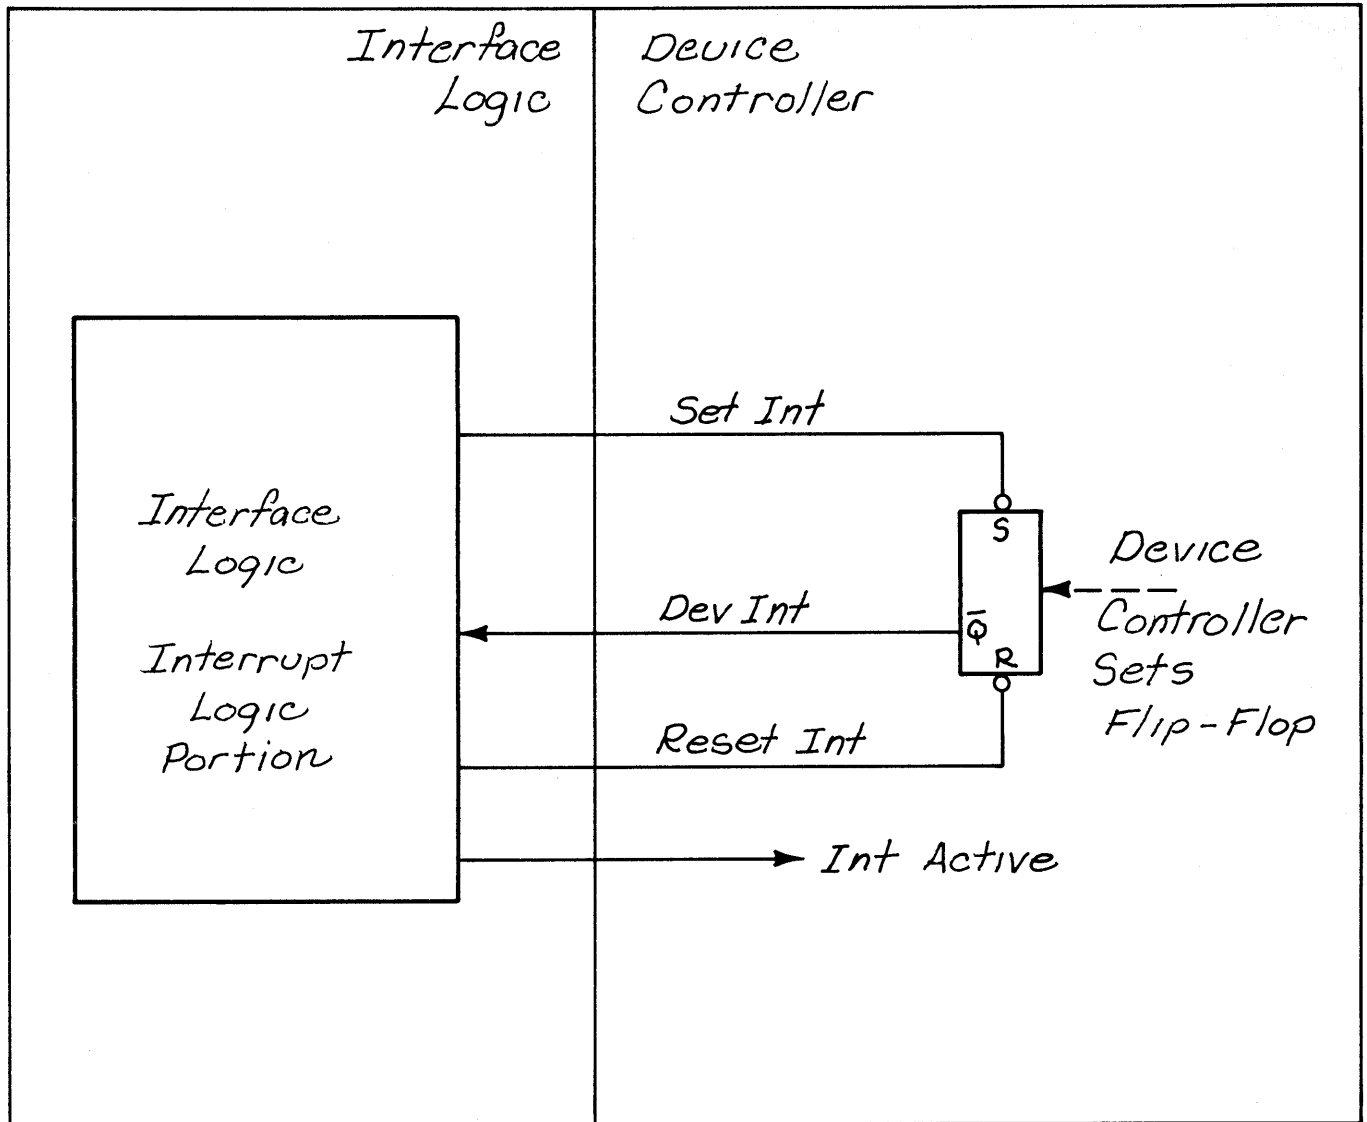 Interface
Logic
Device
Controller
Set Int
Interface
Logic
Interrupt
Logic
Portion
S
Q̅
R
Dev Int
Device
Controller
Sets
Flip-Flop
Reset Int
Int Active